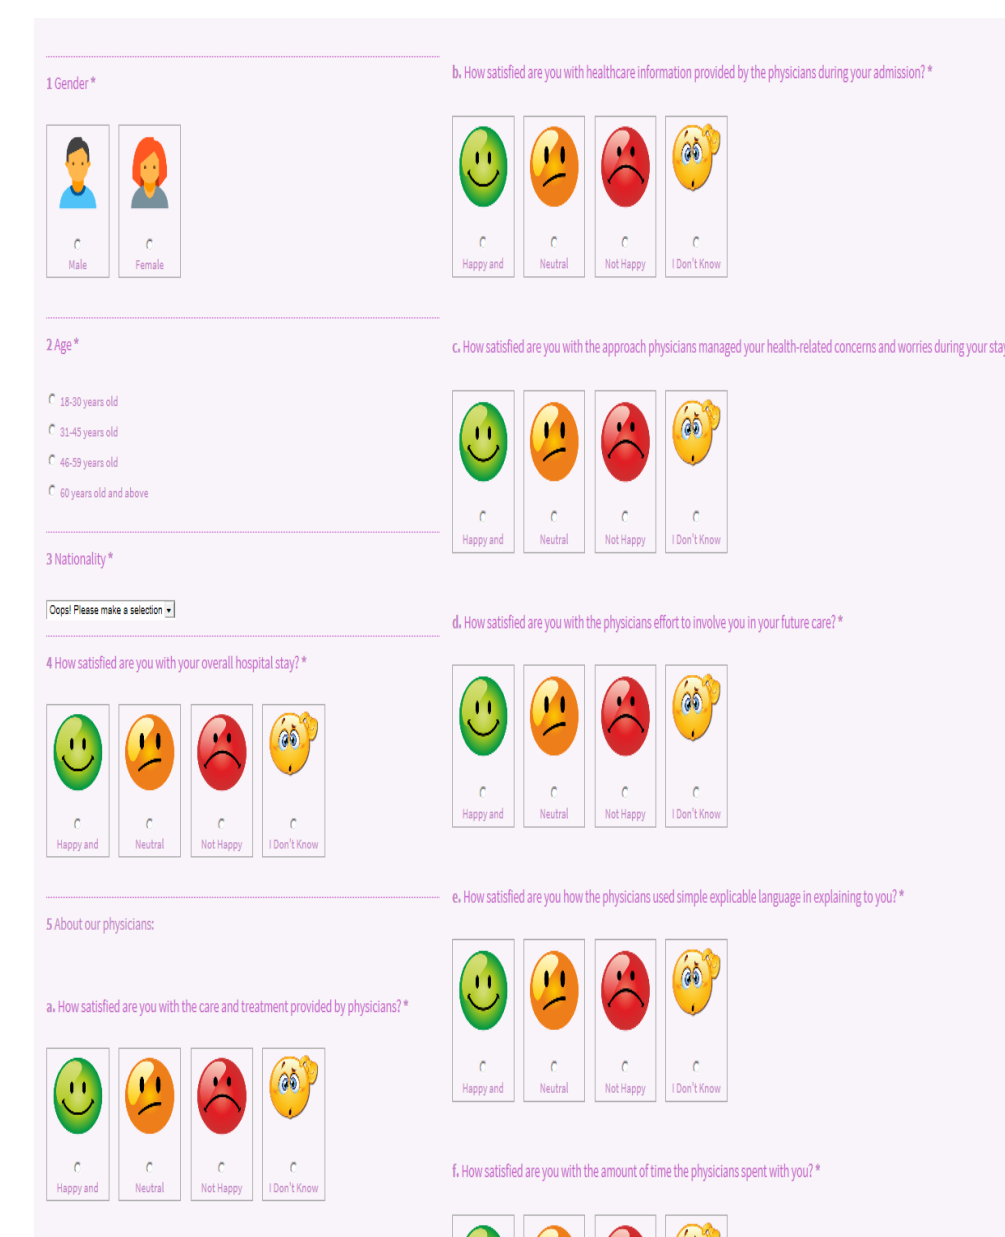 1 Gender *
Male Female
2 Age *
18-30 years old
31-45 years old
46-59 years old
60 years old and above
3 Nationality *
Oops! Please make a selection
4 How satisfied are you with your overall hospital stay? *
Happy and Neutral Not Happy I Don't Know
5 About our physicians:
a. How satisfied are you with the care and treatment provided by physicians? *
Happy and Neutral Not Happy I Don't Know
b. How satisfied are you with healthcare information provided by the physicians during your admission? *
Happy and Neutral Not Happy I Don't Know
c. How satisfied are you with the approach physicians managed your health-related concerns and worries during your stay
Happy and Neutral Not Happy I Don't Know
d. How satisfied are you with the physicians effort to involve you in your future care? *
Happy and Neutral Not Happy I Don't Know
e. How satisfied are you how the physicians used simple explicable language in explaining to you? *
Happy and Neutral Not Happy I Don't Know
f. How satisfied are you with the amount of time the physicians spent with you? *